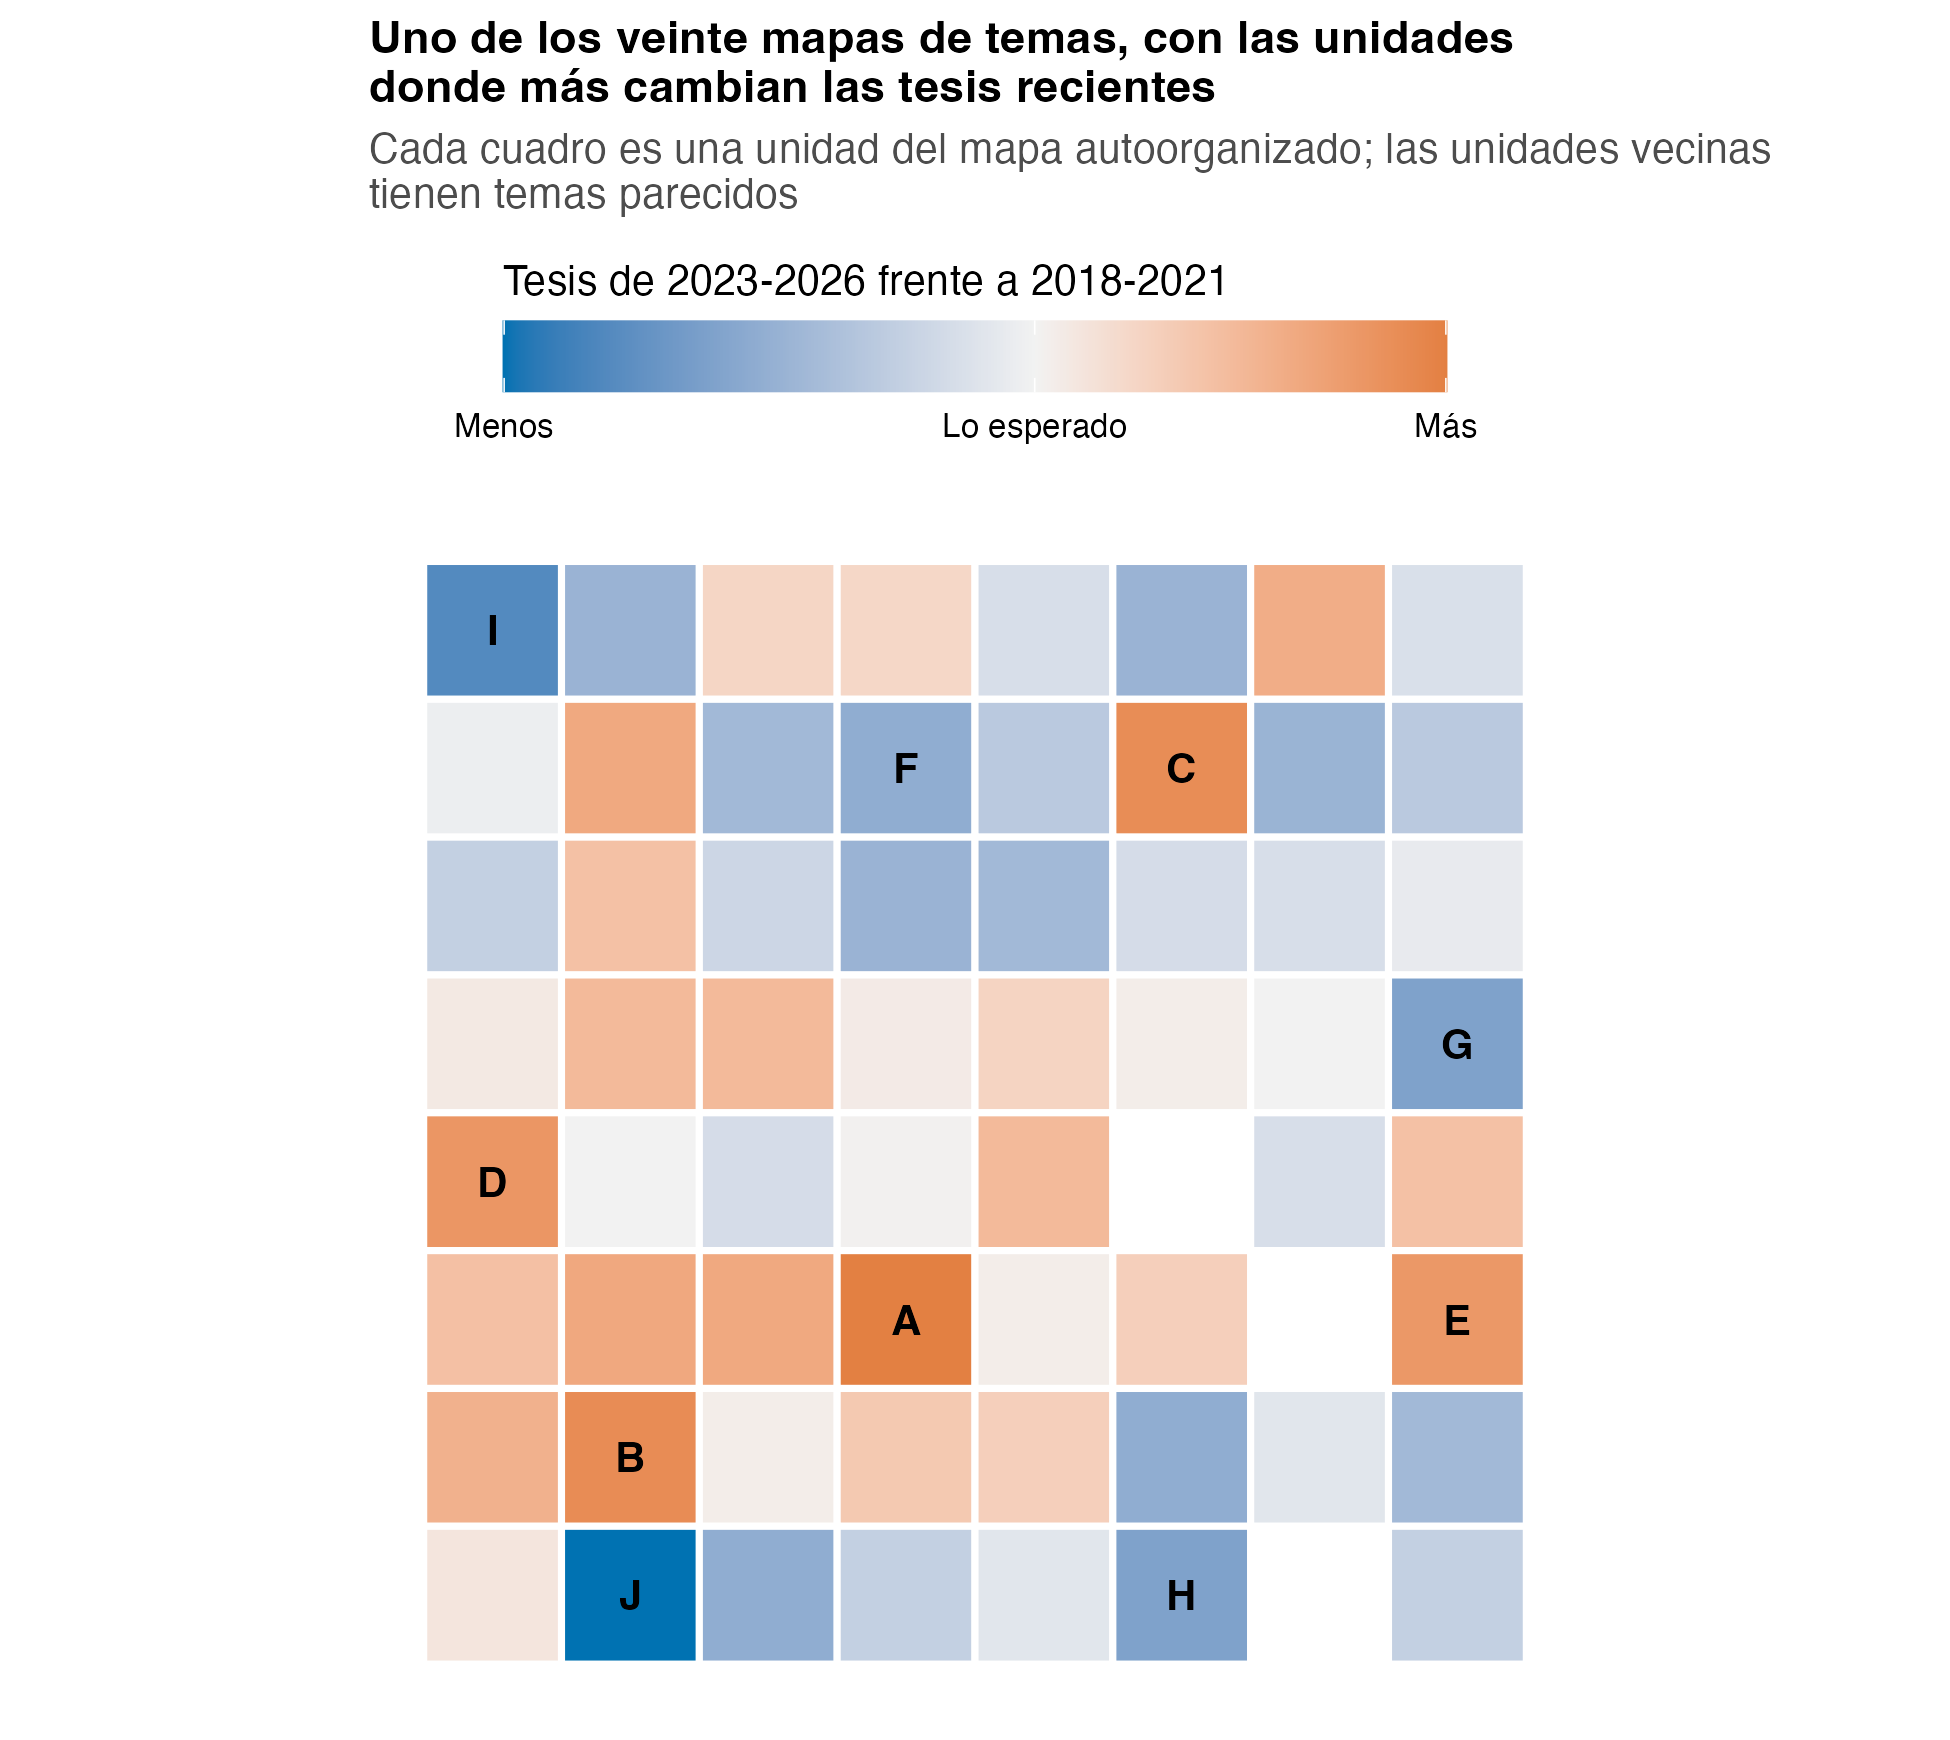 Uno de los veinte mapas de temas, con las unidades
donde más cambian las tesis recientes
Cada cuadro es una unidad del mapa autoorganizado; las unidades vecinas
tienen temas parecidos
Tesis de 2023-2026 frente a 2018-2021
Menos Lo esperado Más
I
F C
G
D
A E
B
J H